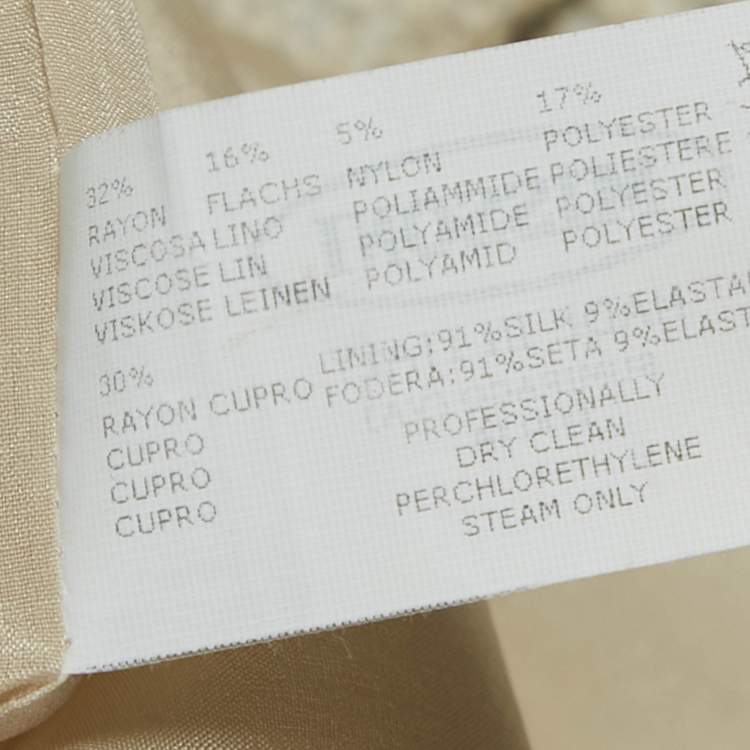 32% 16% 5% 17%
RAYON FLACHS NYLON POLYESTER
VISCOSA LINO POLIAMMIDE POLIESTERE
VISCOSE LIN POLYAMIDE POLYESTER
VISKOSE LEINEN POLYAMID POLYESTER
30% LINING:91%SILK 9%ELASTA
RAYON CUPRO FODERA:91%SETA 9%ELAST
CUPRO PROFESSIONALLY
CUPRO DRY CLEAN
CUPRO PERCHLORETHYLENE
STEAM ONLY